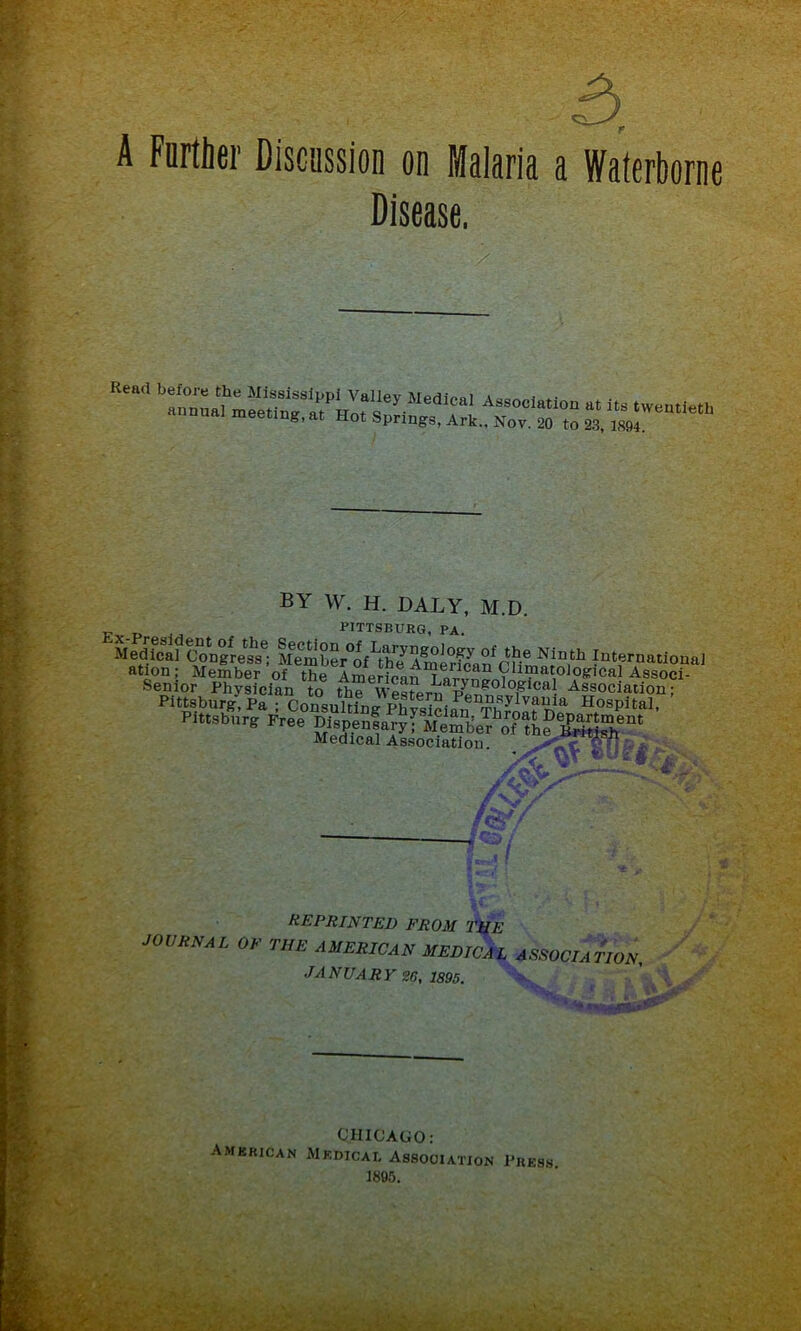 3
A Further Discussion on Malaria a Waterborne
Disease.
Read before the Mississippi Valley Medical Association at its twentieth
annual meeting, at Hot Springs, Ark., Nov. 20 to 23, 1894.
BY W. H. DALY, M.D.
PITTSBURG, PA.
Ex-President of the Section of Laryngology of the Ninth International
Medical Congress; Member of the American Climatological Associ-
ation; Member of the American Laryngological Association;
Senior Physician to the Western Pennsylvania Hospital,
Pittsburg, Pa.; Consulting Physician, Throat Department
Pittsburg Free Dispensary; Member of the British
Medical Association.
REPRINTED FROM THE
JOURNAL OF THE AMERICAN MEDICAL ASSOCIATION,
JANUARY 26, 1895.
CHICAGO:
AMERICAN MEDICAL ASSOCIATION PRESS.
1895.